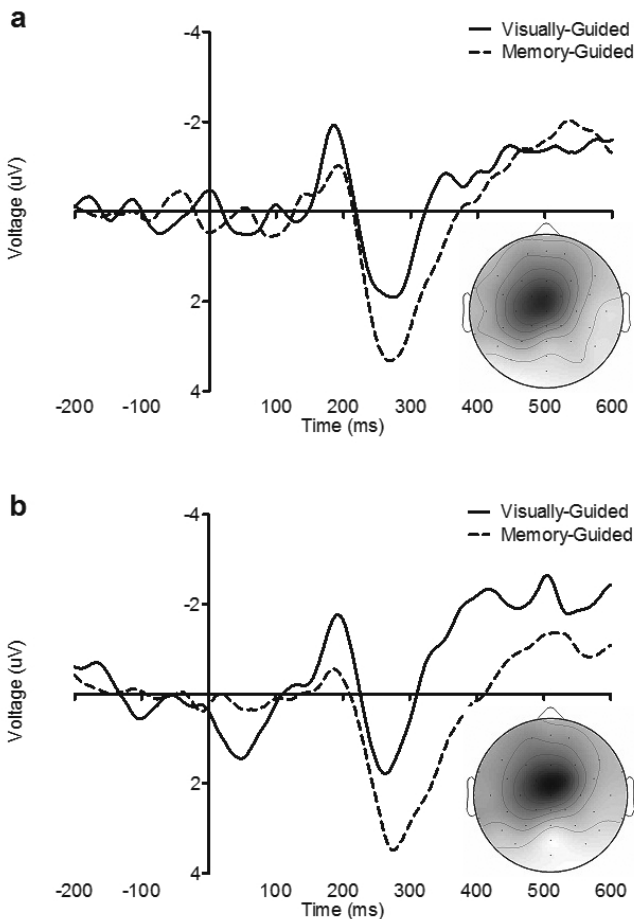 a
-4
Visually-Guided
Memory-Guided
-2
Voltage (uV)
2
4
-200 -100 100 200 300 400 500 600
Time (ms)
b
-4
Visually-Guided
Memory-Guided
-2
Voltage (uV)
2
4
-200 -100 100 200 300 400 500 600
Time (ms)